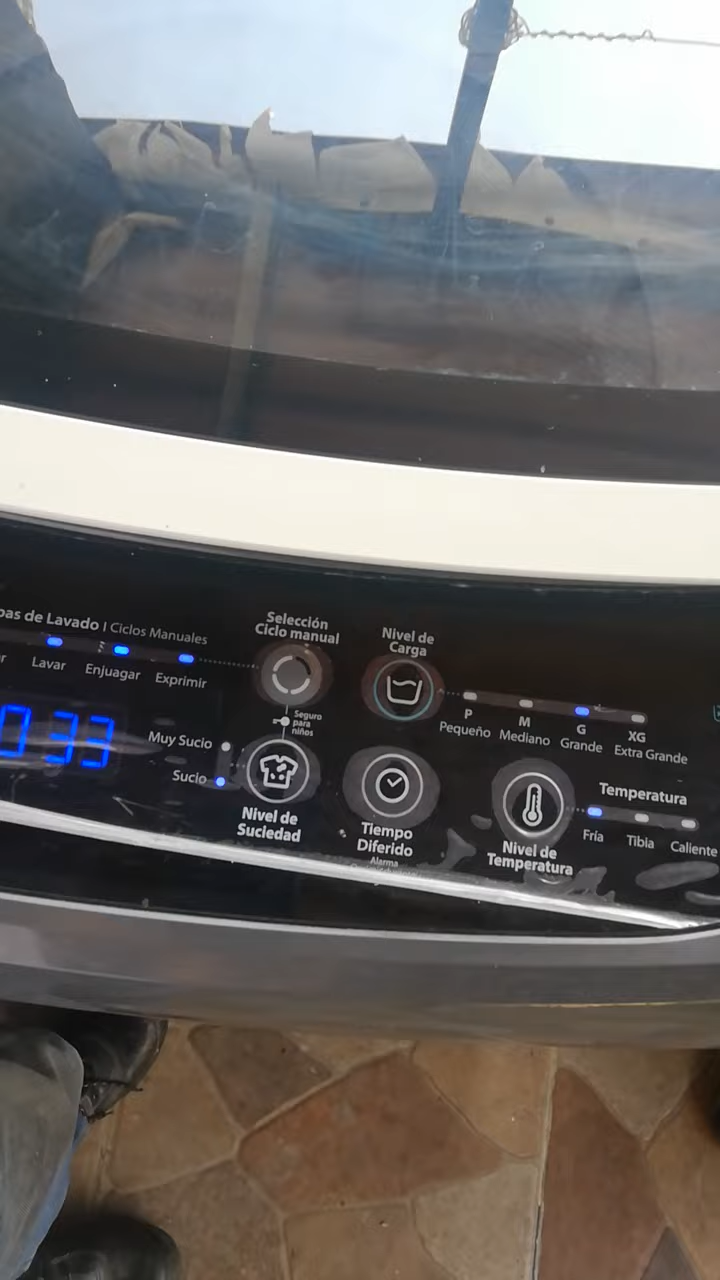 pas de Lavado | Ciclos Manuales
Lavar
Enjuagar
Exprimir
Selección
Ciclo manual
Seguro
para
niños
Nivel de
Carga
P
Pequeño
M
Mediano
G
Grande
XG
Extra Grande
033
Muy Sucio
Sucio
Nivel de
Suciedad
Tiempo
Diferido
Alarma
Nivel de
Temperatura
Temperatura
Fría
Tibia
Caliente